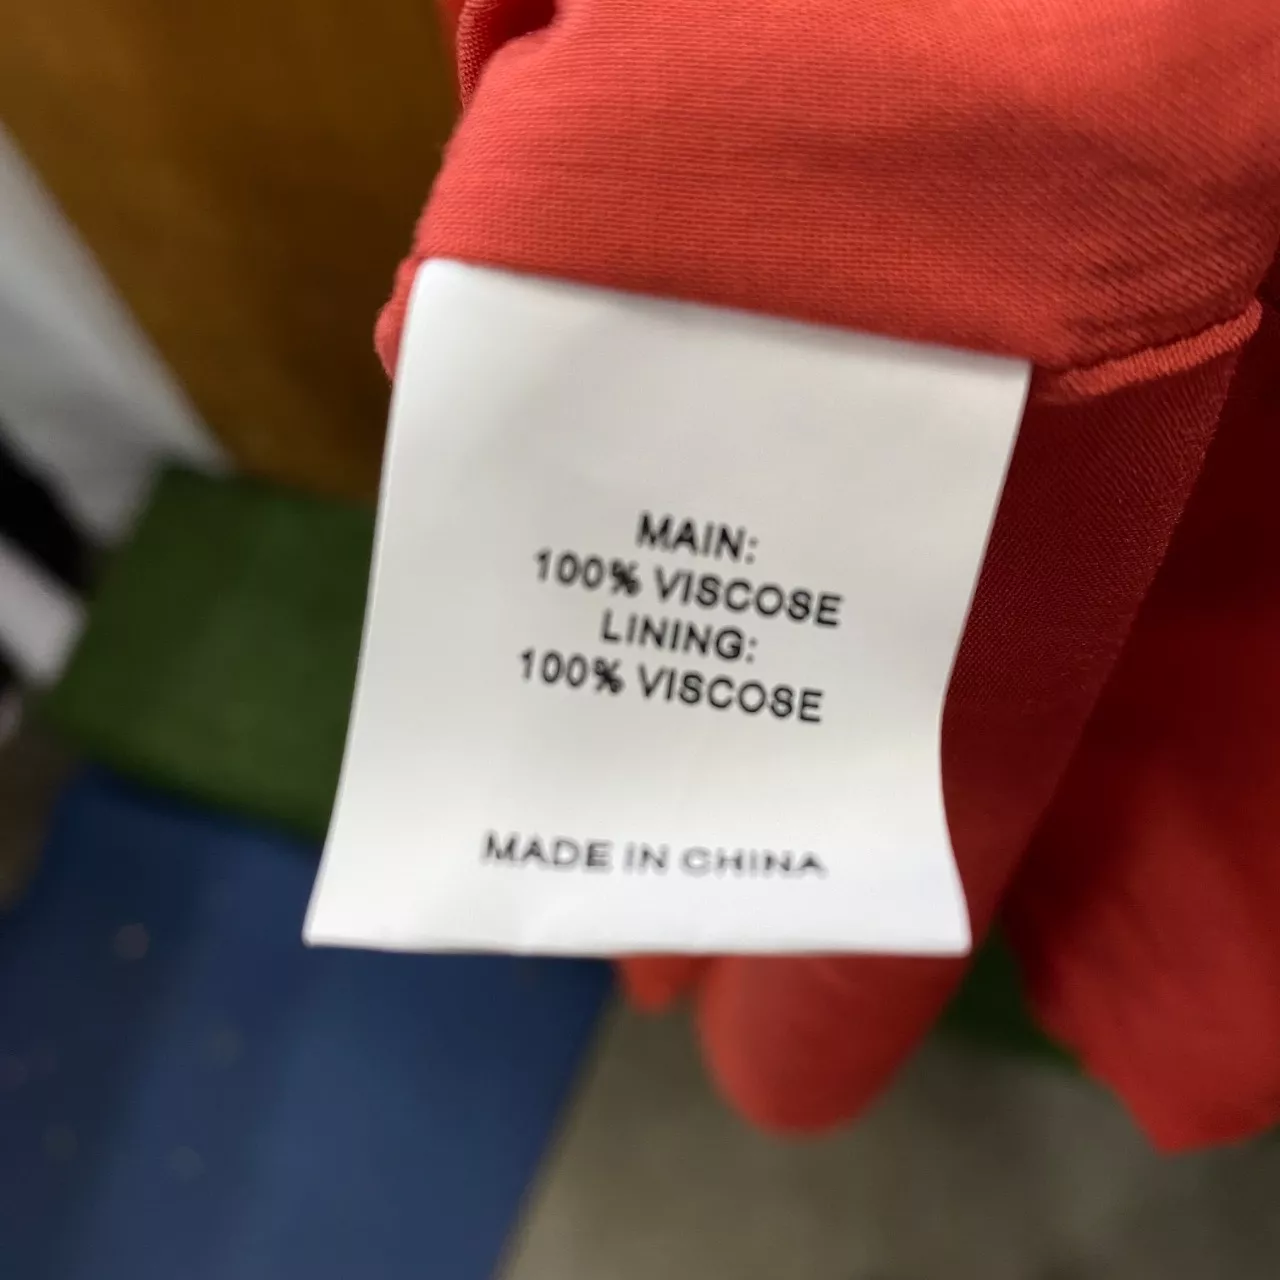 MAIN:
100% VISCOSE
LINING:
100% VISCOSE
MADE IN CHINA